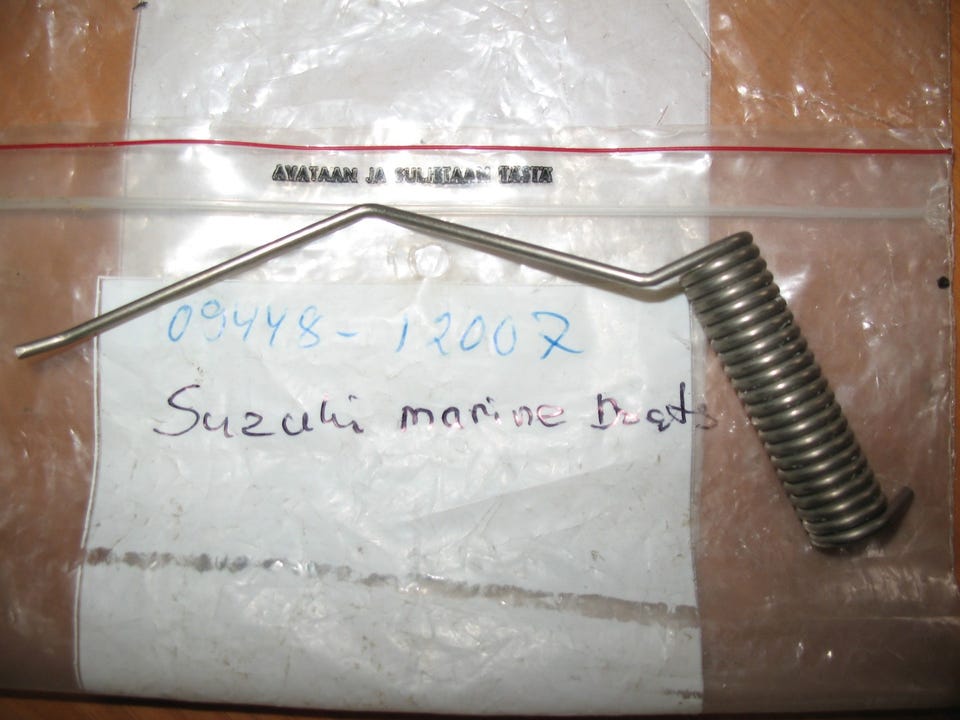 AVATAAN JA SULJETAAN TÄSTÄ
09448-12007
Suzuki marine Boats